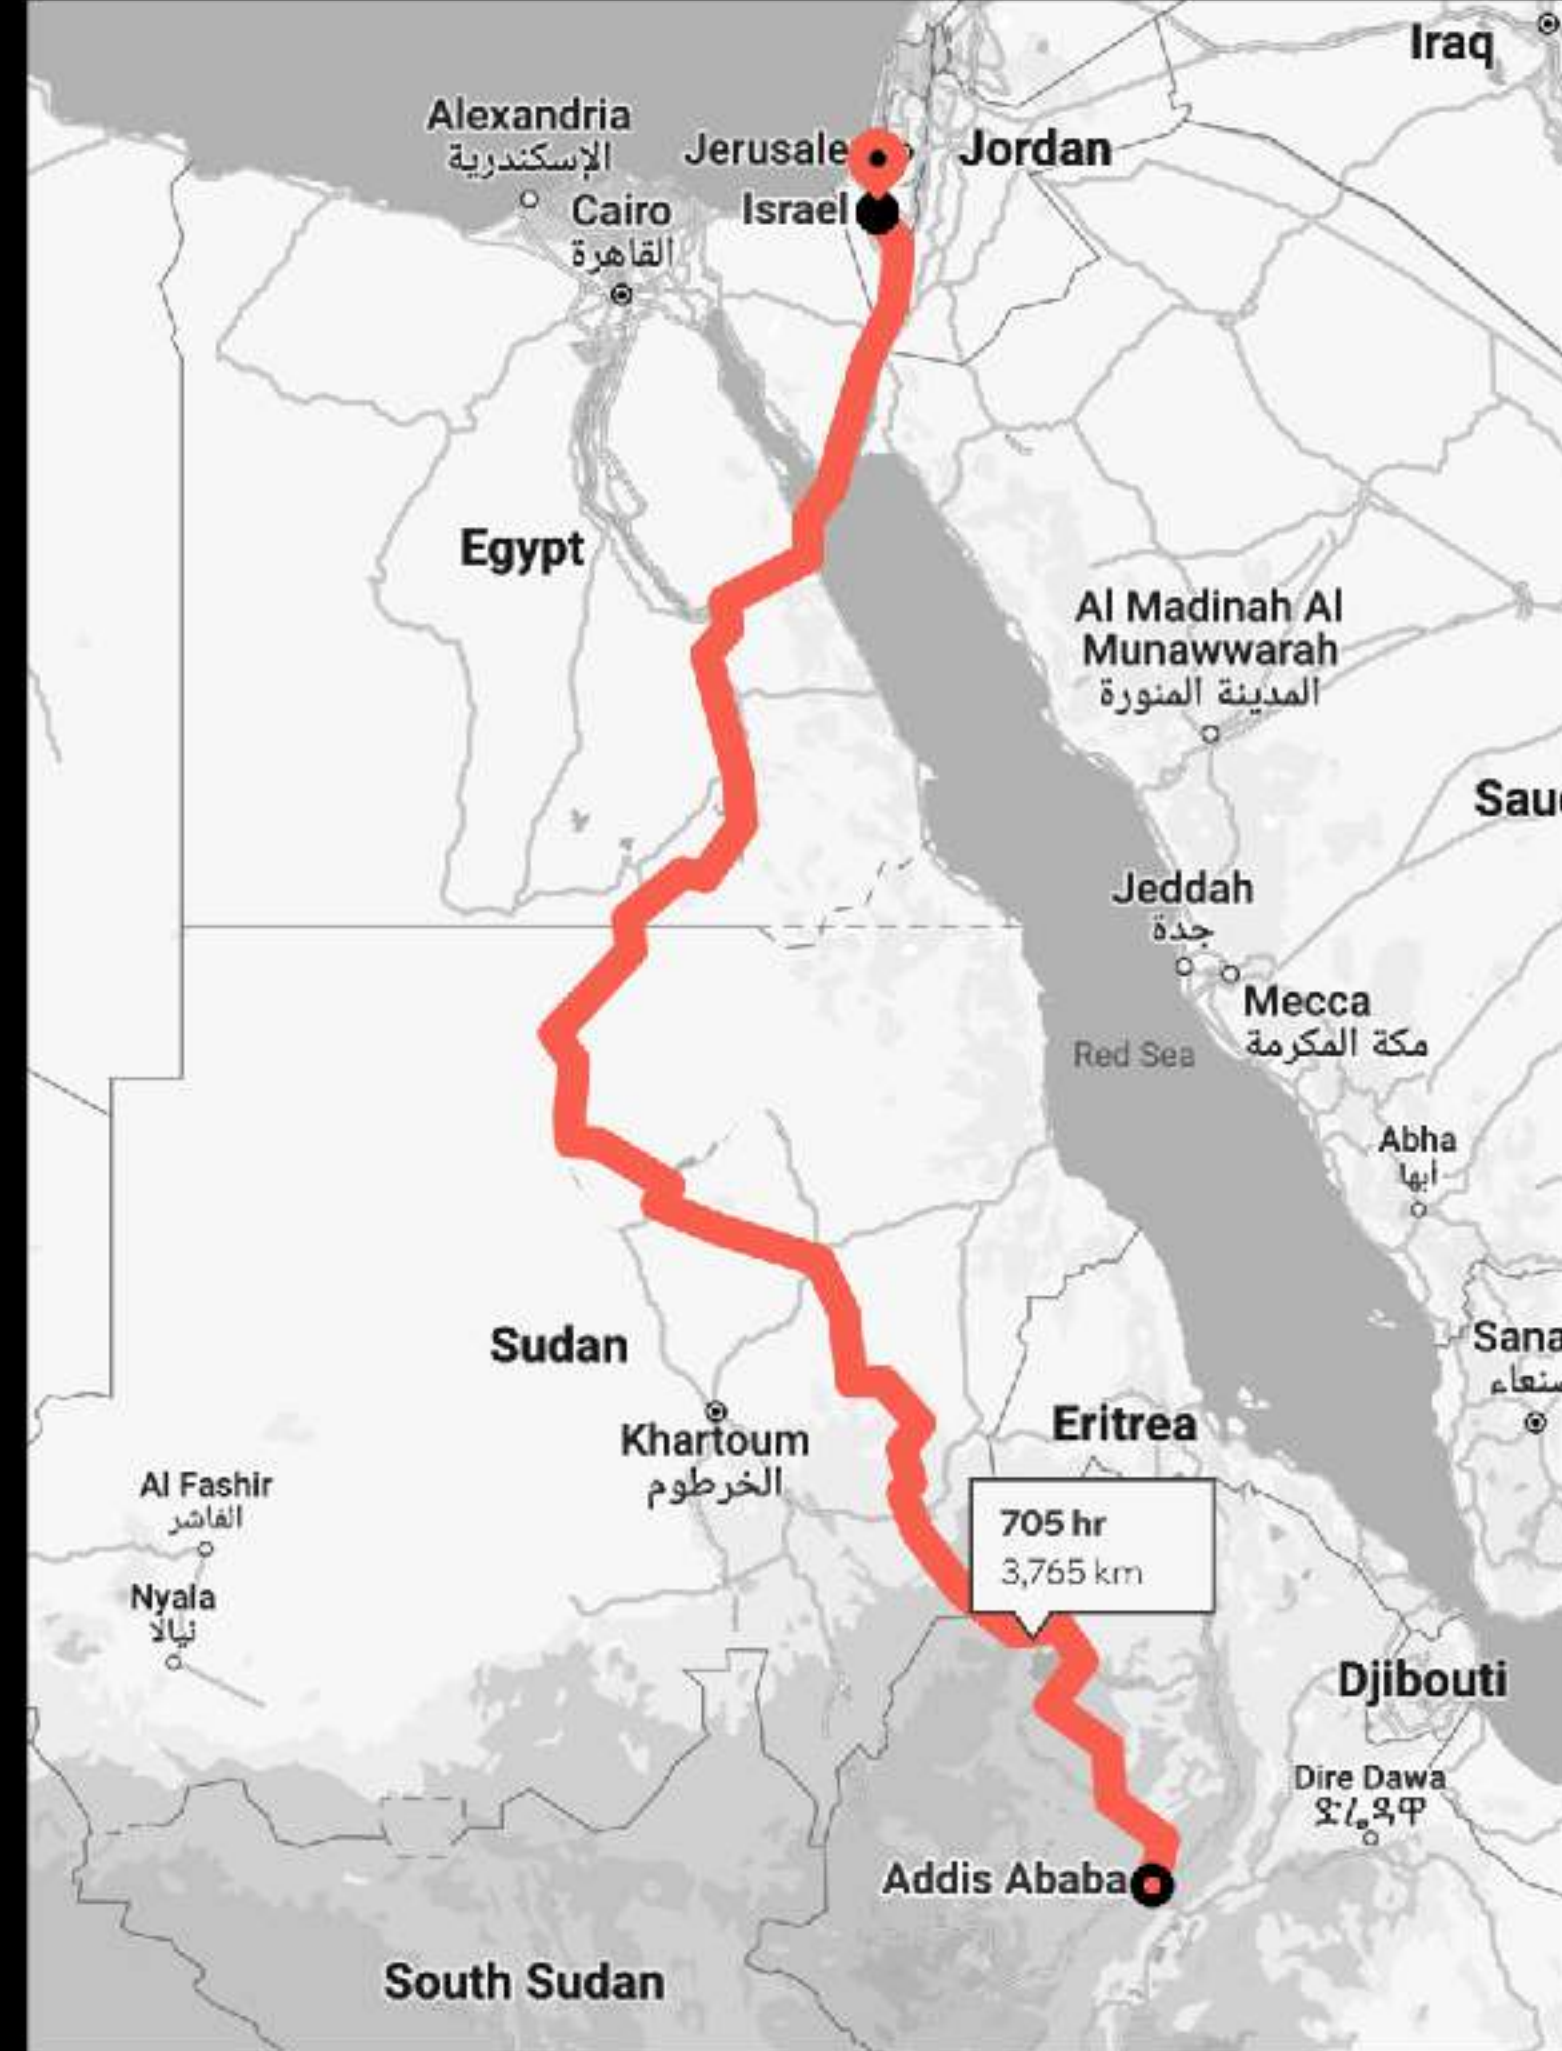 Iraq
Alexandria
الإسكندرية
Jerusale
Jordan
Cairo
القاهرة
Israel
Egypt
Al Madinah Al
Munawwarah
المدينة المنورة
Sau
Jeddah
جدة
Mecca
مكة المكرمة
Red Sea
Abha
أبها
Sudan
Sana
صنعاء
Khartoum
الخرطوم
Eritrea
Al Fashir
الفاشر
705 hr
3,765 km
Nyala
نيالا
Djibouti
Dire Dawa
ድሬዳዋ
Addis Ababa
South Sudan